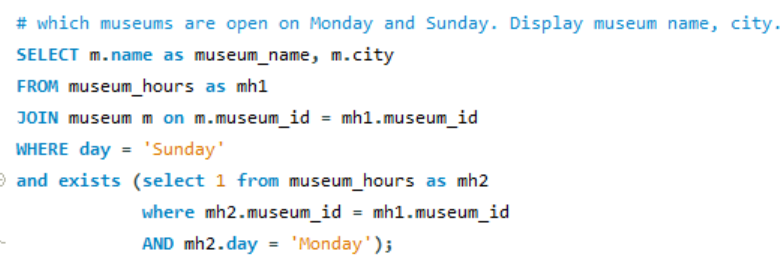 # which museums are open on Monday and Sunday. Display museum name, city.
SELECT m.name as museum_name, m.city
FROM museum_hours as mh1
JOIN museum m on m.museum_id = mh1.museum_id
WHERE day = 'Sunday'
and exists (select 1 from museum_hours as mh2
where mh2.museum_id = mh1.museum_id
AND mh2.day = 'Monday');